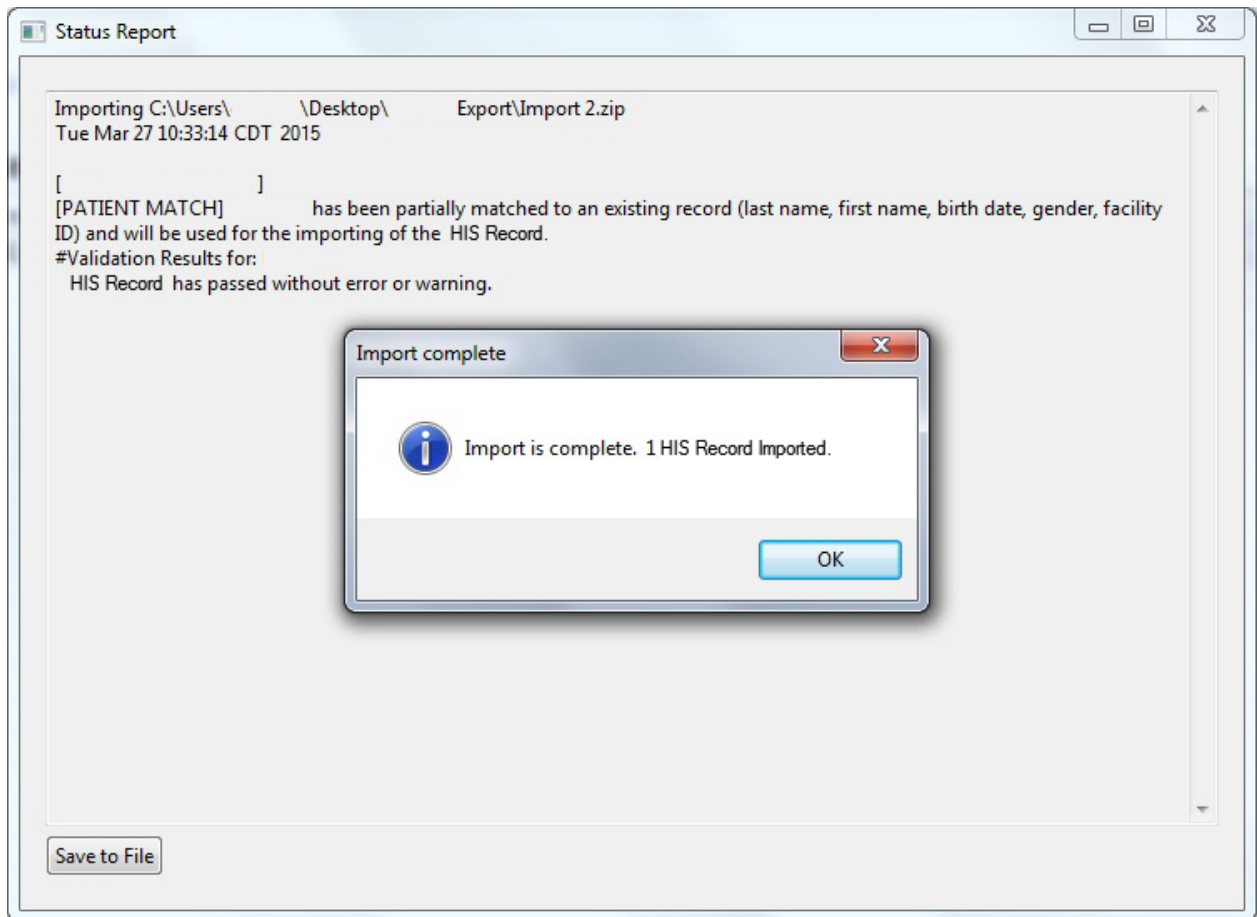 Status Report
Importing C:\Users\ \Desktop\ Export\Import 2.zip
Tue Mar 27 10:33:14 CDT 2015
[ ]
[PATIENT MATCH] has been partially matched to an existing record (last name, first name, birth date, gender, facility
ID) and will be used for the importing of the HIS Record.
#Validation Results for:
HIS Record has passed without error or warning.
Import complete
Import is complete. 1 HIS Record Imported.
OK
Save to File